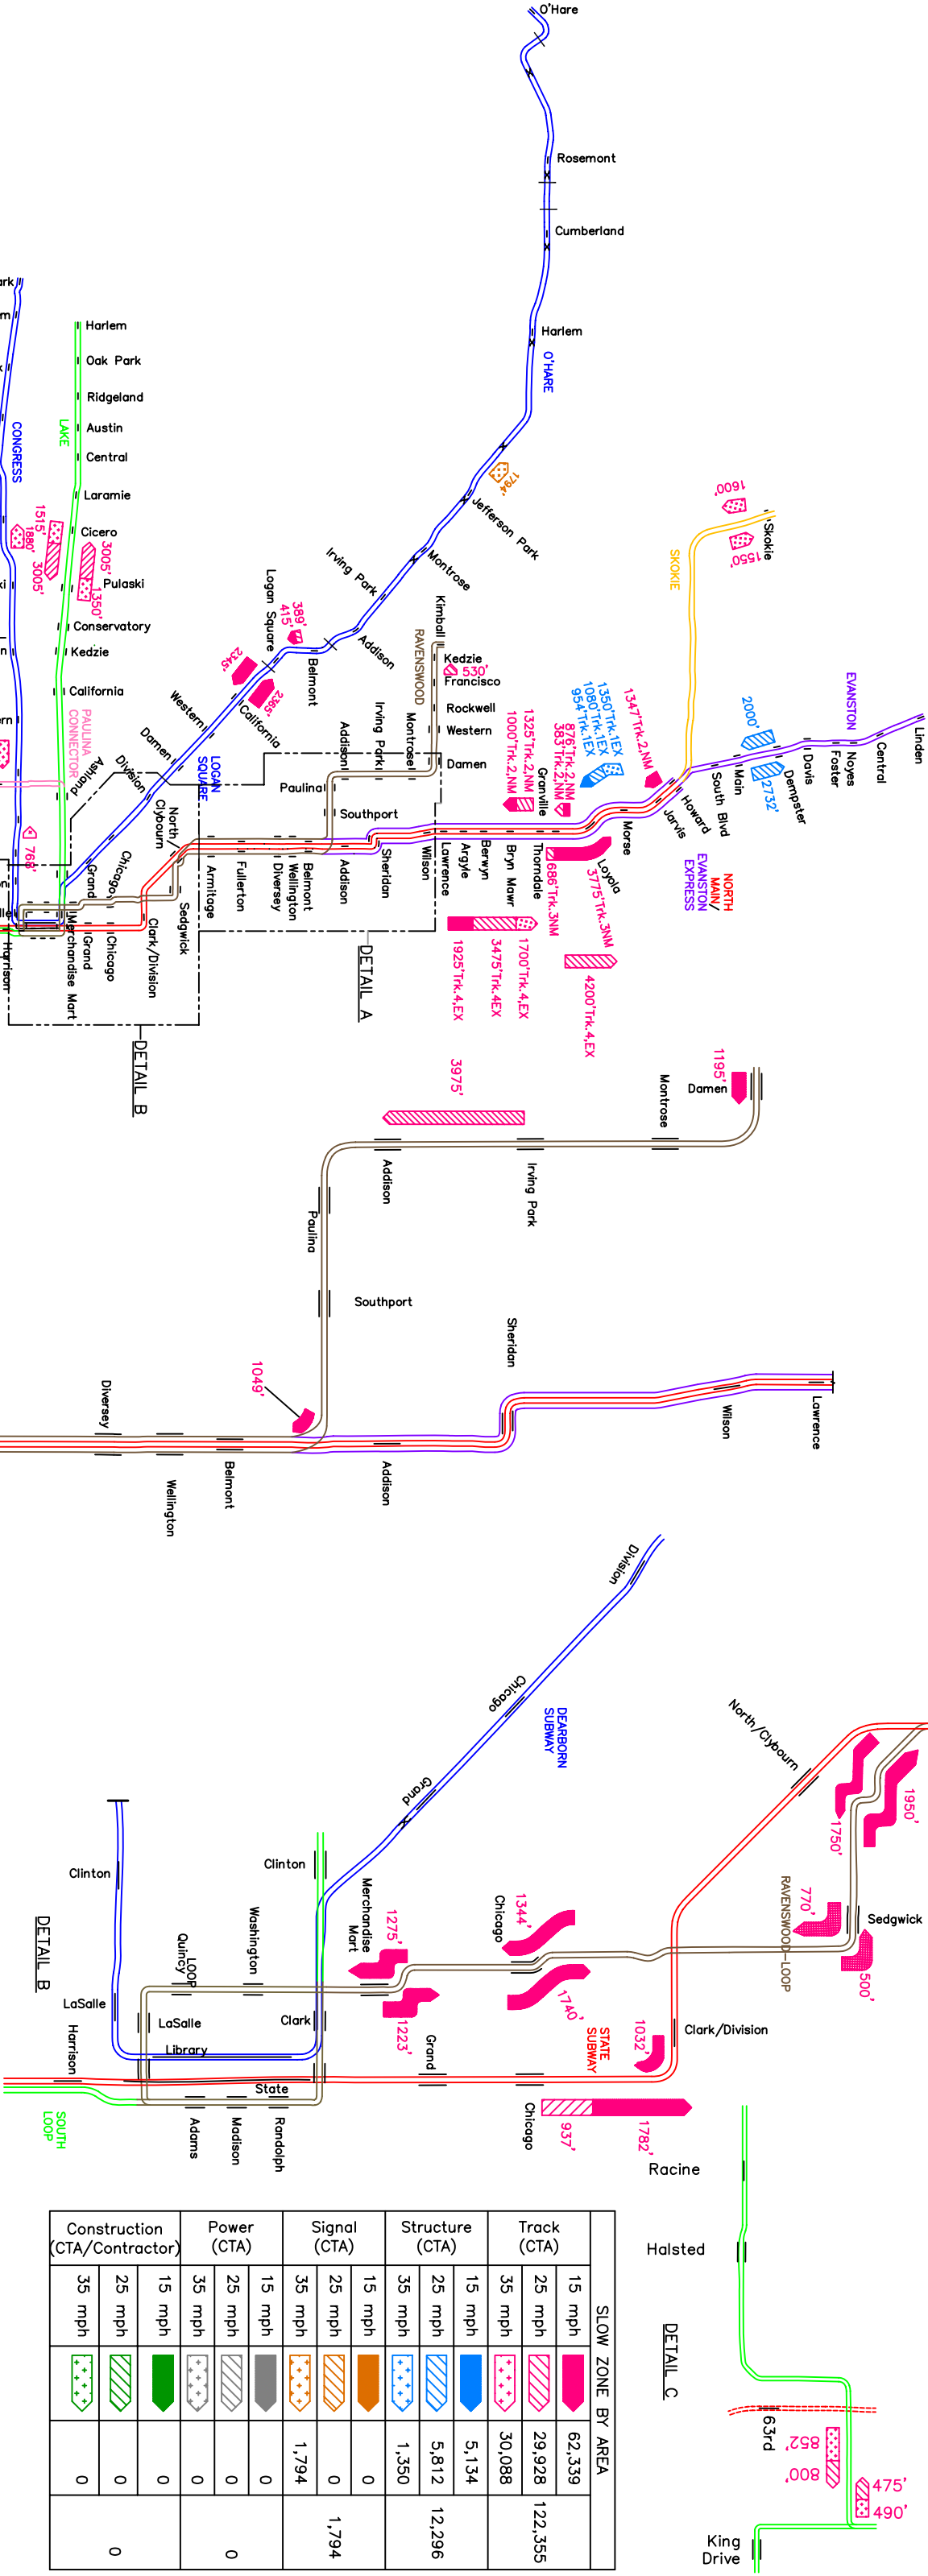 O'Hare
Rosemont
Cumberland
Harlem
O'HARE
1794'
Jefferson Park
Montrose
Irving Park
Addison
Logan Square
Belmont
389'
415'
2345'
2365'
California
Western
Damen
Division
LOGAN
SQUARE
Chicago
Grand
Harlem
Oak Park
Ridgeland
Austin
Central
Laramie
Cicero
Pulaski
Conservatory
Kedzie
California
Ashland
LAKE
CONGRESS
1515'
3005'
1880'
3005'
1350'
PAULINA
CONNECTOR
768'
Kimball
Kedzie
530'
Francisco
Rockwell
Western
Damen
RAVENSWOOD
Montrose
Irving Park
Addison
Paulina
Southport
1600'
Skokie
1550'
SKOKIE
Linden
Central
Noyes
Foster
Davis
Dempster
Main
South Blvd
Howard
Jarvis
EVANSTON
2000'
2732'
NORTH
MAIN/
EVANSTON
EXPRESS
1347'Trk.2,NM
1350'Trk.1EX
1080'Trk.1EX
954'Trk.1EX
876'Trk.2,NM
383'Trk.2,NM
Granville
1325'Trk.2,NM
1000'Trk.2,NM
Morse
Loyola
Thorndale
Bryn Mawr
Berwyn
Argyle
Lawrence
Wilson
Sheridan
Addison
Belmont
Wellington
Diversey
Fullerton
Armitage
North
Clybourn
Sedgwick
Clark/Division
Chicago
Grand
Merchandise Mart
Harrison
686'Trk.3NM
3775'Trk.3NM
1700'Trk.4,EX
3475'Trk.4EX
1925'Trk.4,EX
4200'Trk.4,EX
DETAIL A
DETAIL B
1195'
Damen
Montrose
3975'
Irving Park
Addison
Paulina
Southport
1049'
Sheridan
Lawrence
Wilson
Addison
Belmont
Wellington
Diversey
Division
Chicago
Grand
DEARBORN
SUBWAY
North/Clybourn
1950'
1750'
Sedgwick
770'
500'
RAVENSWOOD-LOOP
Clinton
Clinton
Merchandise
Mart
1275'
1223'
Chicago
1344'
1740'
Washington
Quincy
LOOP
LaSalle
LaSalle
Library
Clark
State
Harrison
Grand
STATE
SUBWAY
1032'
Clark/Division
Chicago
937'
1782'
Randolph
Madison
Adams
SOUTH
LOOP
DETAIL B
Racine
Halsted
DETAIL C
63rd
852'
800'
475'
490'
King
Drive
SLOW ZONE BY AREA
Track
(CTA)
15 mph 62,339
25 mph 29,928
35 mph 30,088
122,355
Structure
(CTA)
15 mph 5,134
25 mph 5,812
35 mph 1,350
12,296
Signal
(CTA)
15 mph 0
25 mph 0
35 mph 1,794
1,794
Power
(CTA)
15 mph 0
25 mph 0
35 mph 0
0
Construction
(CTA/Contractor)
15 mph 0
25 mph 0
35 mph 0
0